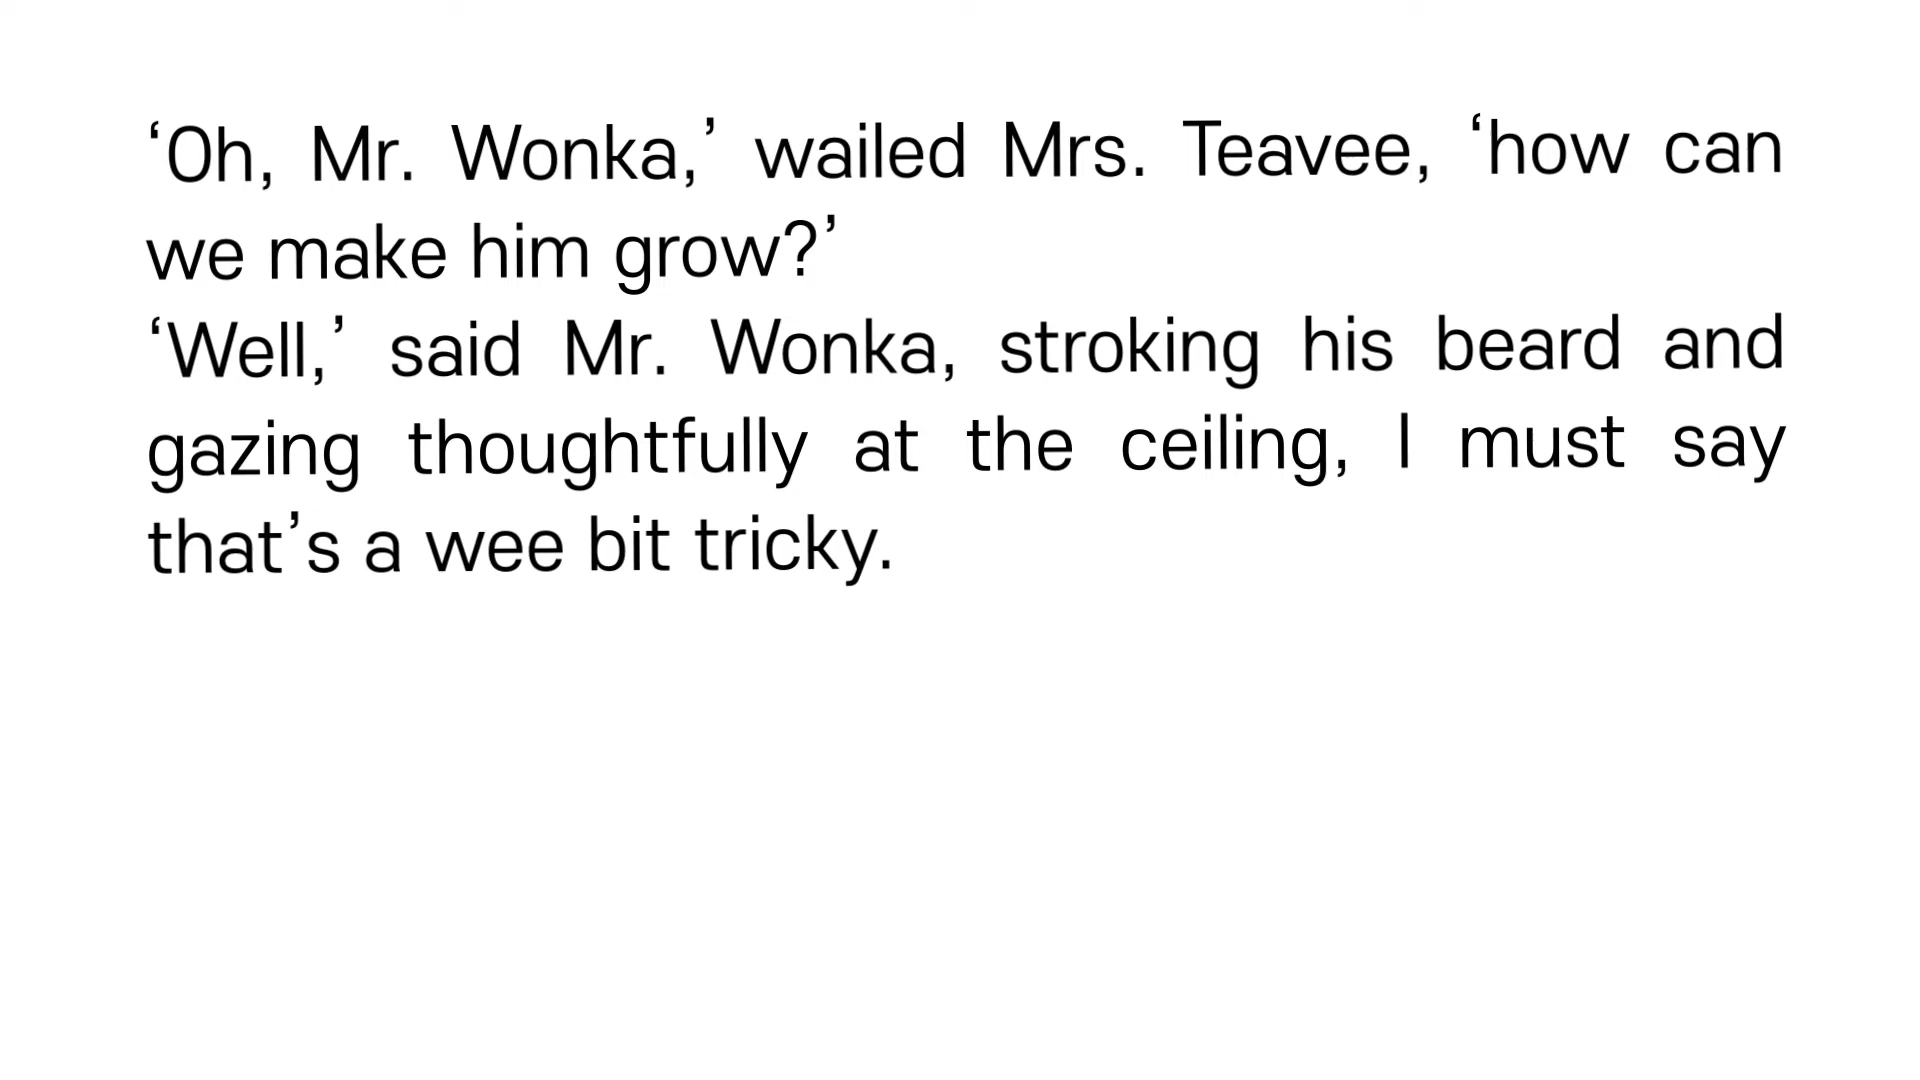 ‘Oh, Mr. Wonka,’ wailed Mrs. Teavee, ‘how can
we make him grow?’
‘Well,’ said Mr. Wonka, stroking his beard and
gazing thoughtfully at the ceiling, I must say
that’s a wee bit tricky.